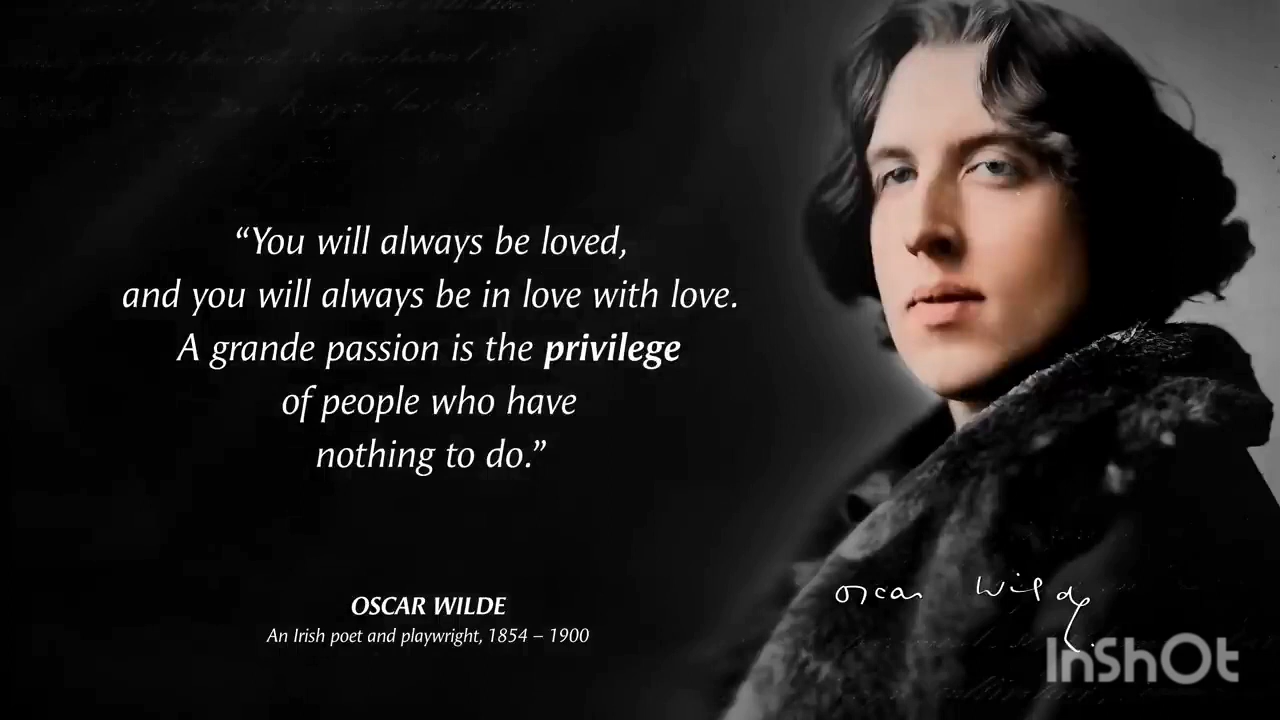 “You will always be loved,
and you will always be in love with love.
A grande passion is the privilege
of people who have
nothing to do.”
OSCAR WILDE
An Irish poet and playwright, 1854 – 1900
Oscar Wilde
InShOt